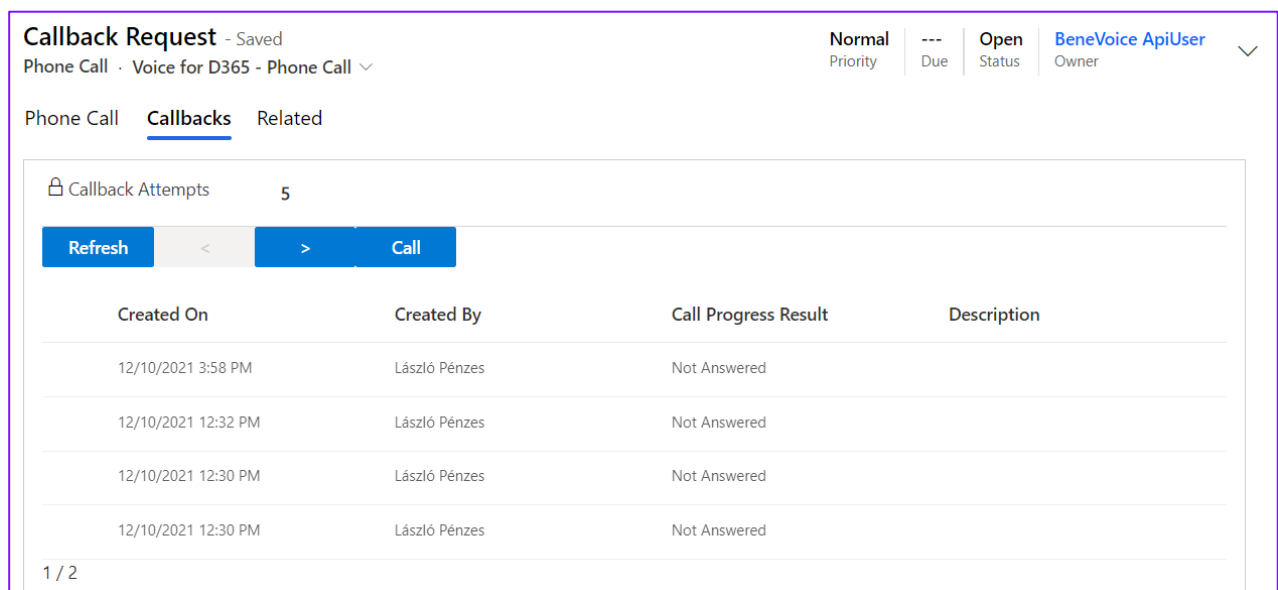 Callback Request - Saved
Phone Call · Voice for D365 - Phone Call
Normal
Priority
---
Due
Open
Status
BeneVoice ApiUser
Owner
Phone Call Callbacks Related
Callback Attempts 5
Refresh < > Call
Created On Created By Call Progress Result Description
12/10/2021 3:58 PM László Pénzes Not Answered
12/10/2021 12:32 PM László Pénzes Not Answered
12/10/2021 12:30 PM László Pénzes Not Answered
12/10/2021 12:30 PM László Pénzes Not Answered
1 / 2